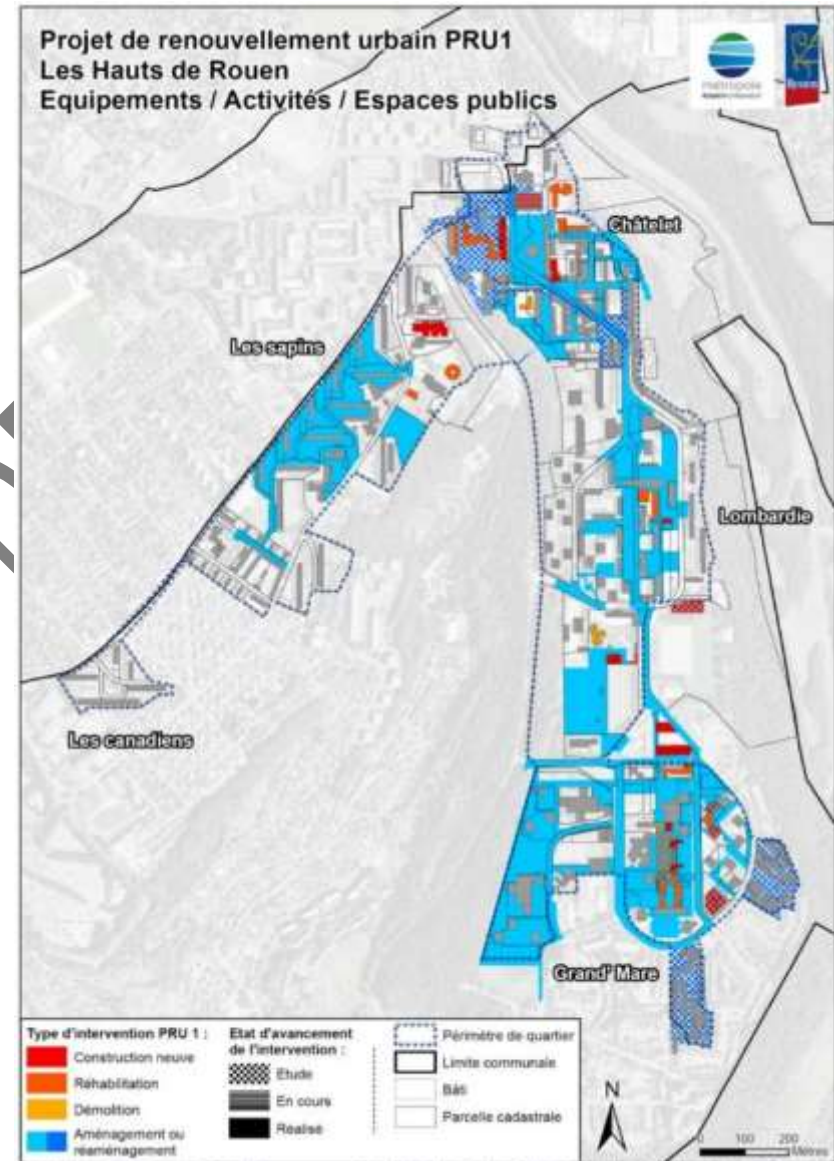 Projet de renouvellement urbain PRU1
Les Hauts de Rouen
Equipements / Activités / Espaces publics
métropole
Châtelet
Les sapins
Lombardie
Les canadiens
Grand' Mare
Type d'intervention PRU 1 :
Construction neuve
Réhabilitation
Démolition
Aménagement ou
réaménagement
Etat d'avancement
de l'intervention :
Etude
En cours
Réalisé
Périmètre de quartier
Limite communale
Bâti
Parcelle cadastrale
N
0 100 200
Mètres